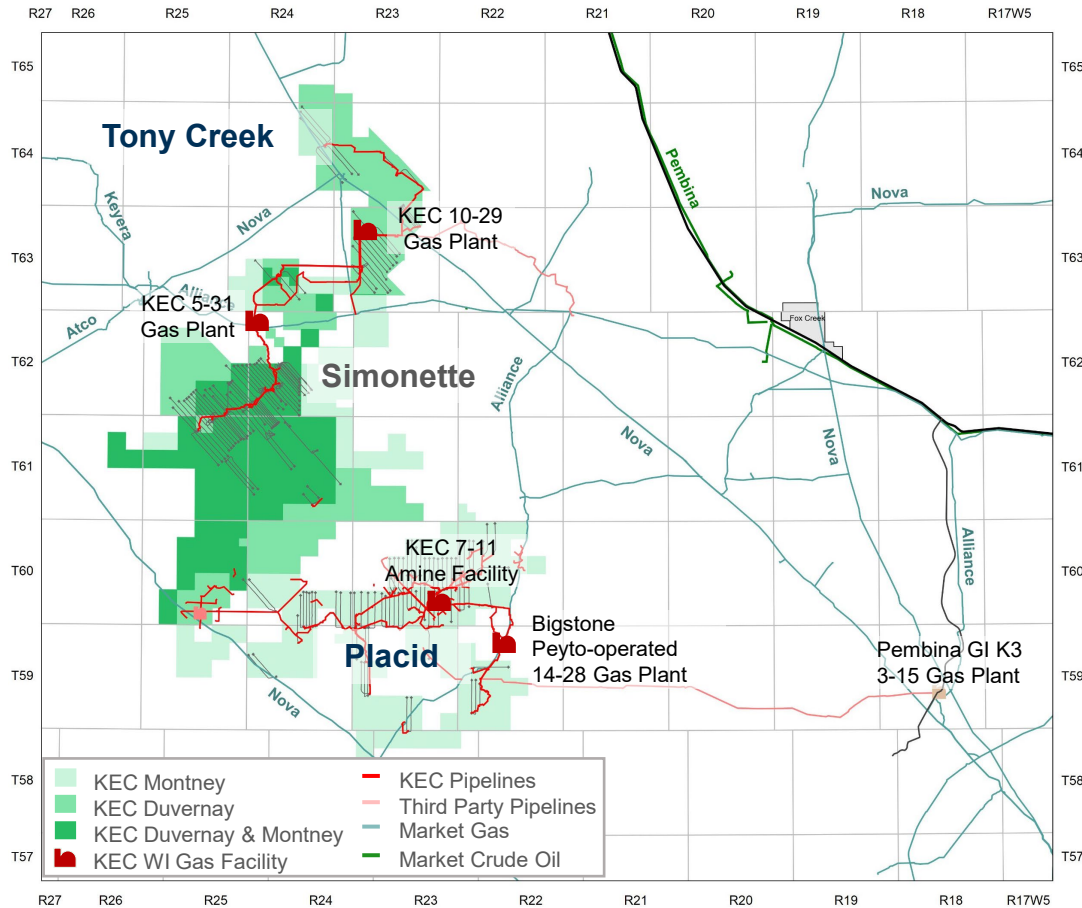 R27 R26 R25 R24 R23 R22 R21 R20 R19 R18 R17W5
T65 T65
Tony Creek
T64 T64
Pembina
Keyera
Nova
Nova
KEC 10-29
Gas Plant
T63 T63
KEC 5-31
Gas Plant
Alliance
Atco
Fox Creek
T62 T62
Simonette
Alliance
Nova
Nova
T61 T61
KEC 7-11
Amine Facility
T60 T60
Alliance
Bigstone
Peyto-operated
14-28 Gas Plant
Placid
Pembina GI K3
3-15 Gas Plant
T59 T59
Nova
T58 T58
KEC Montney
KEC Duvernay
KEC Duvernay & Montney
KEC WI Gas Facility
KEC Pipelines
Third Party Pipelines
Market Gas
Market Crude Oil
T57 T57
R27 R26 R25 R24 R23 R22 R21 R20 R19 R18 R17W5